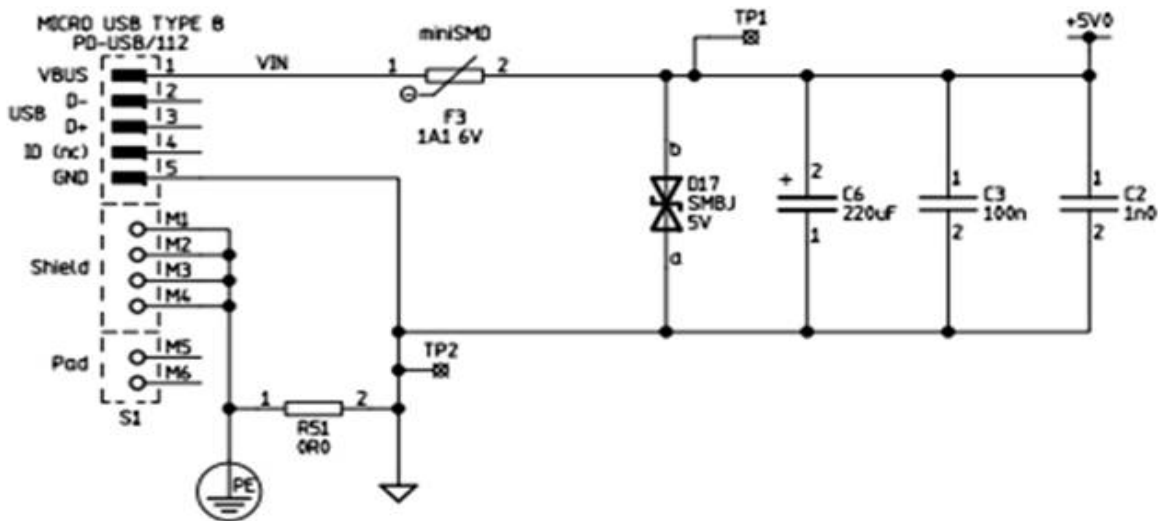 MICRO USB TYPE B
PD-USB/112
VBUS 1 VIN
D- 2
USB
D+ 3
ID (nc) 4
GND 5
1 miniSMD 2
F3
1A1 6V
TP1
+5V0
b
D17
SMBJ
5V
a
+ 2
C6
220uF
1
1
C3
100n
2
1
C2
1n0
2
M1
M2
Shield
M3
M4
Pad
M5
M6
S1
TP2
1 2
R51
0R0
PE